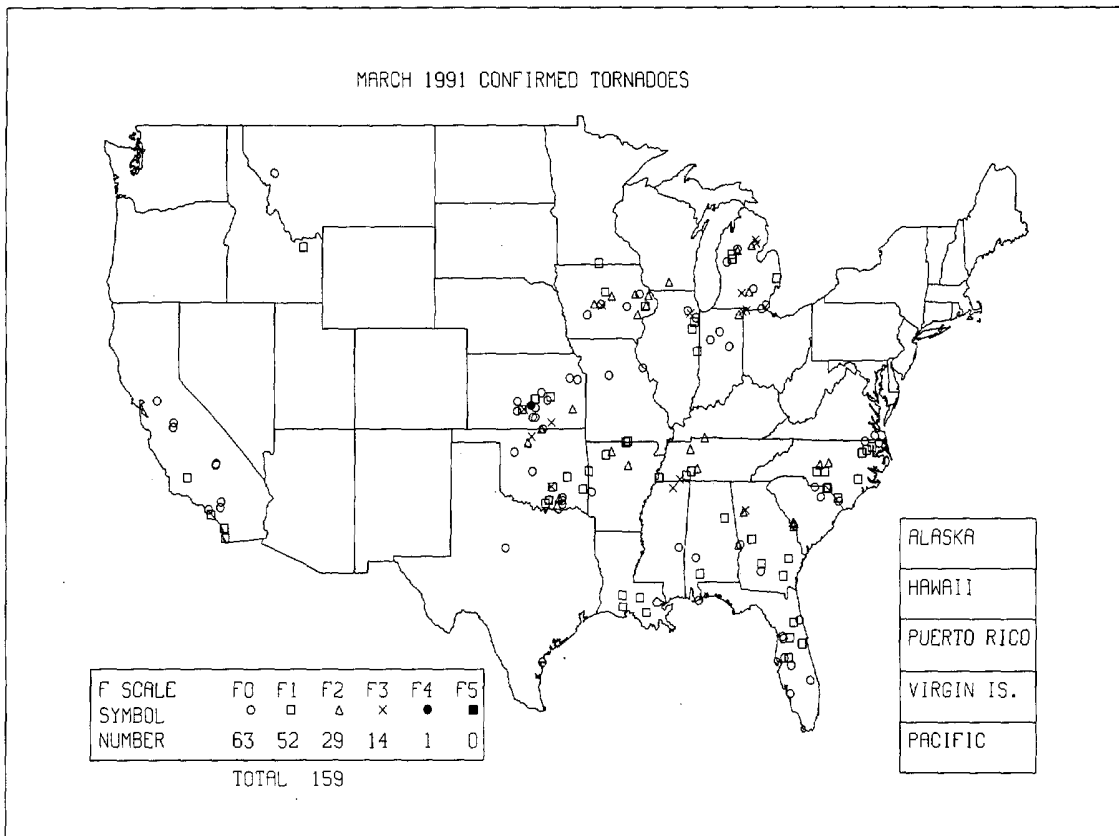 MARCH 1991 CONFIRMED TORNADOES
ALASKA
HAWAII
PUERTO RICO
VIRGIN IS.
PACIFIC
F SCALE F0 F1 F2 F3 F4 F5
SYMBOL
NUMBER 63 52 29 14 1 0
TOTAL 159